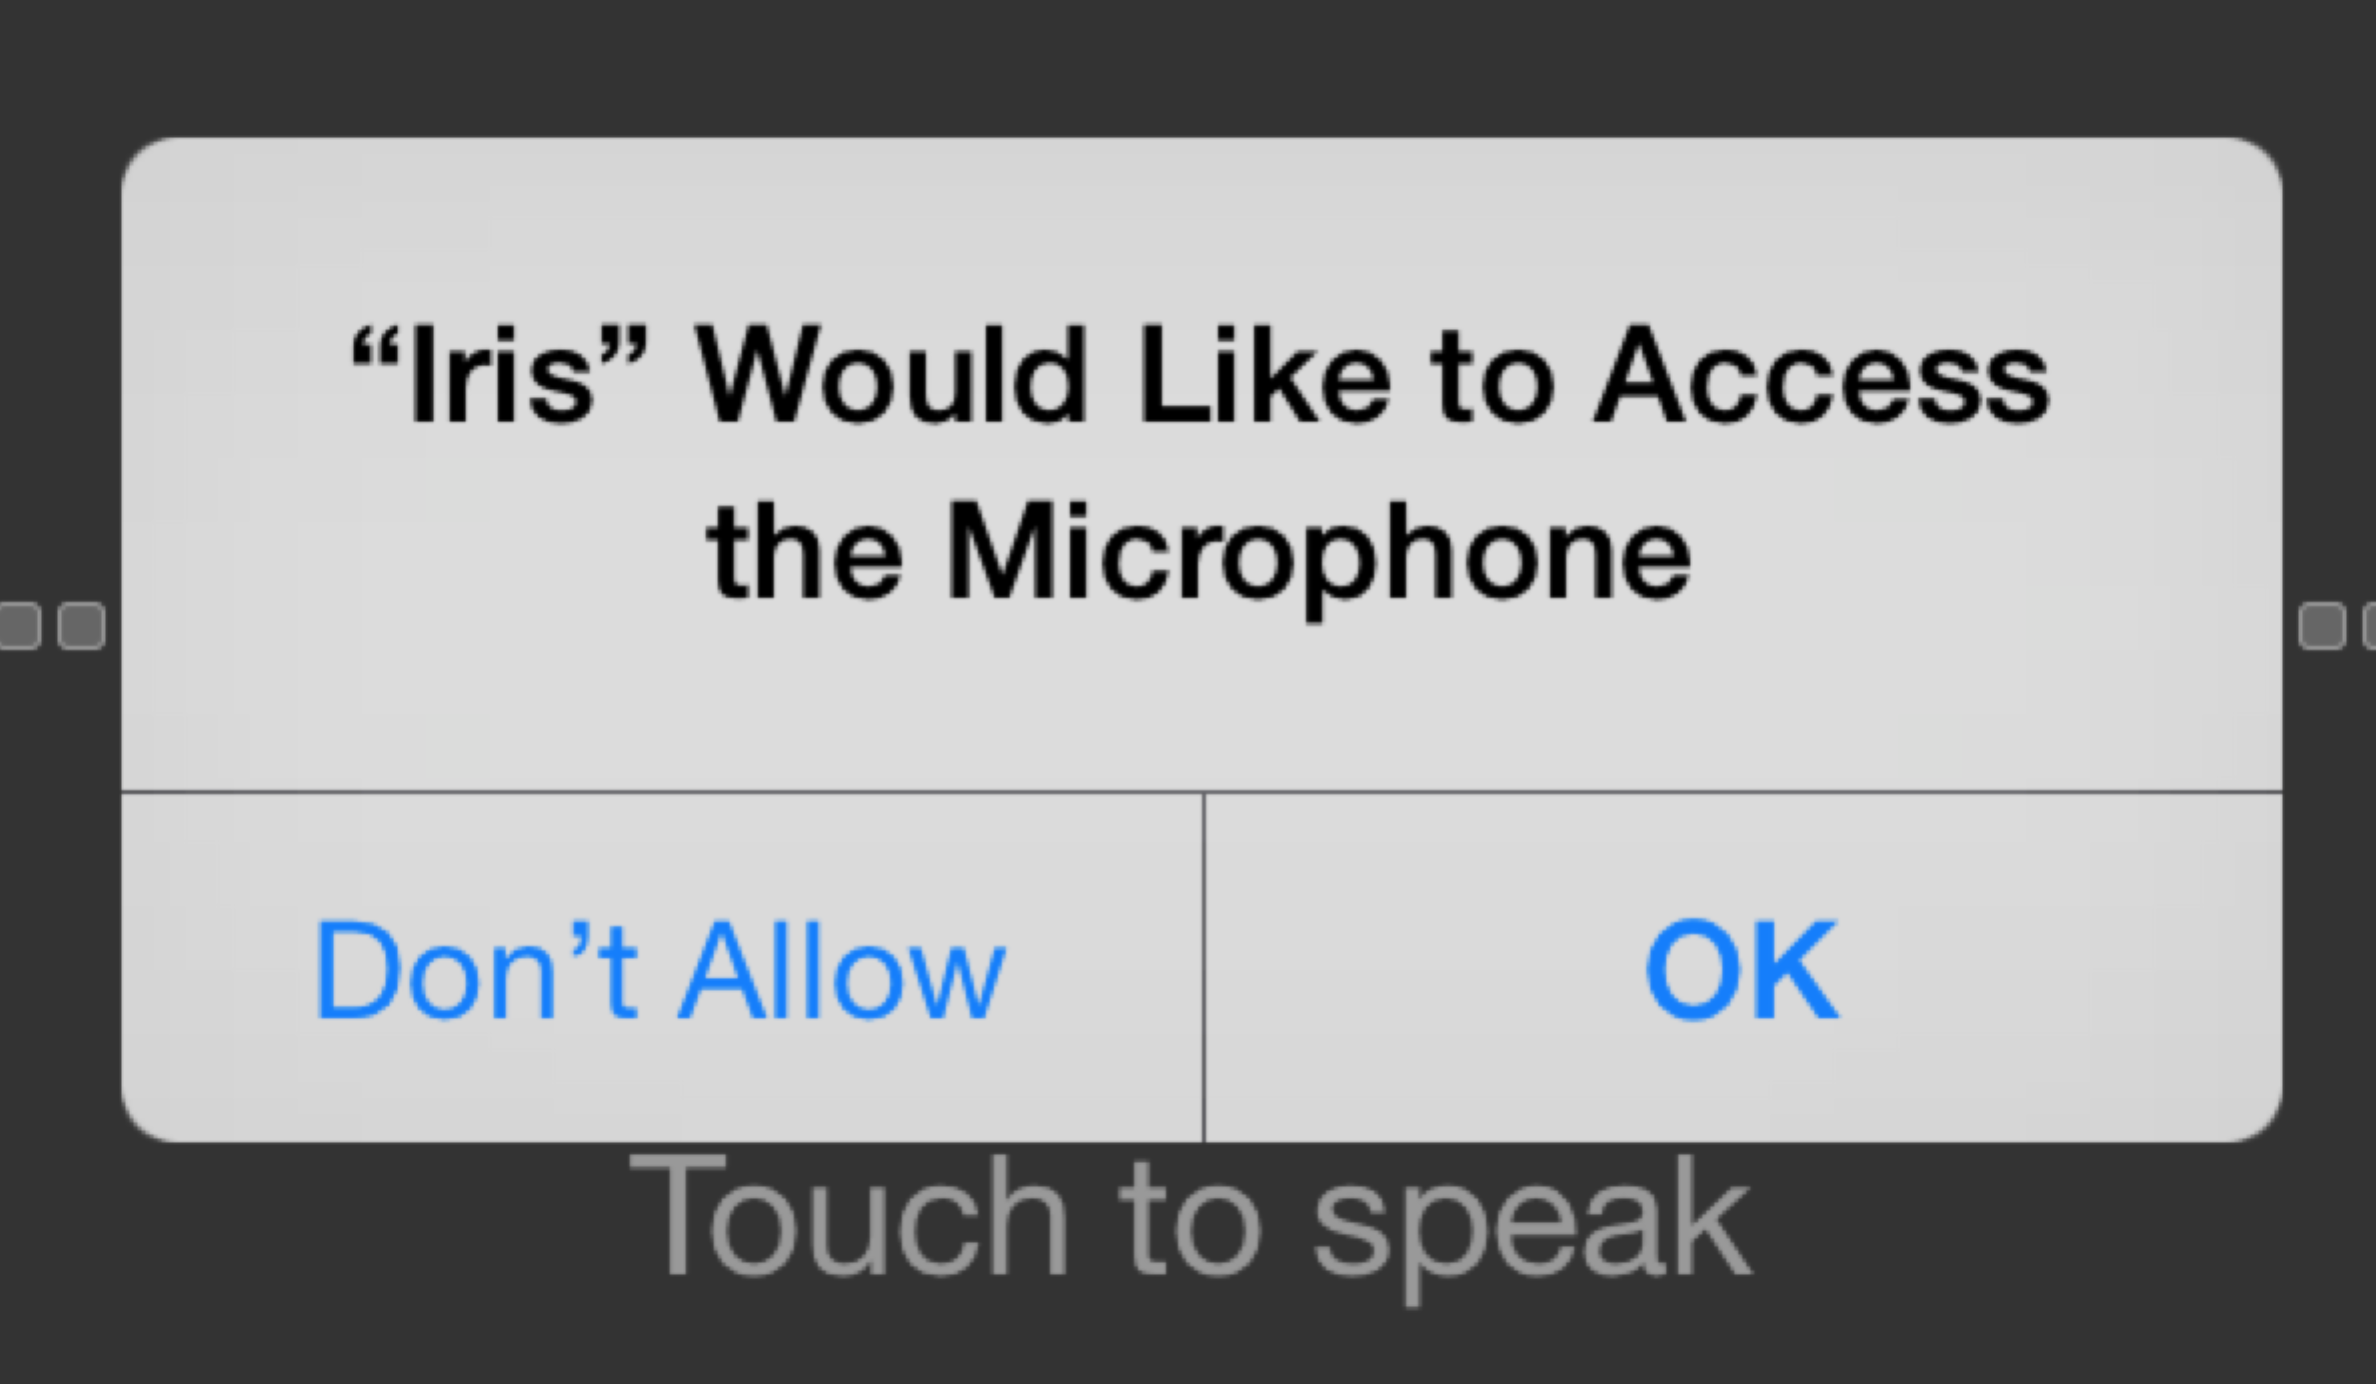 “Iris” Would Like to Access
the Microphone
Don’t Allow
OK
Touch to speak